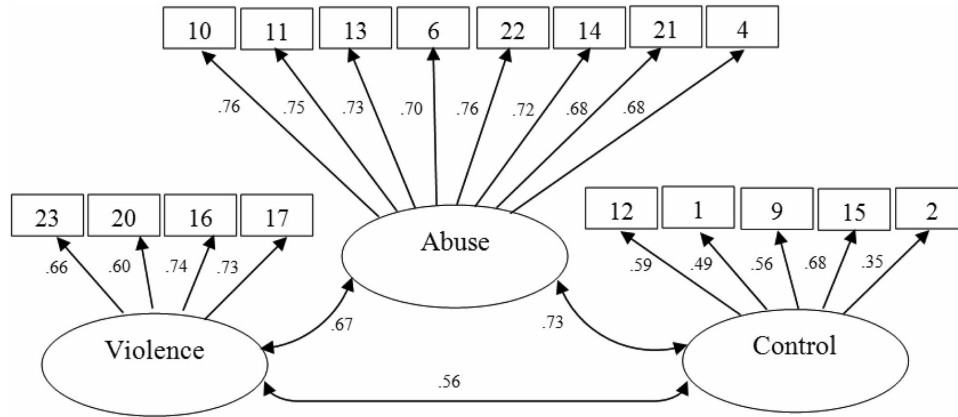 10 11 13 6 22 14 21 4
.76 .75 .73 .70 .76 .72 .68 .68
23 20 16 17
12 1 9 15 2
Abuse
.66 .60 .74 .73
.59 .49 .56 .68 .35
.67 .73
Violence
Control
.56